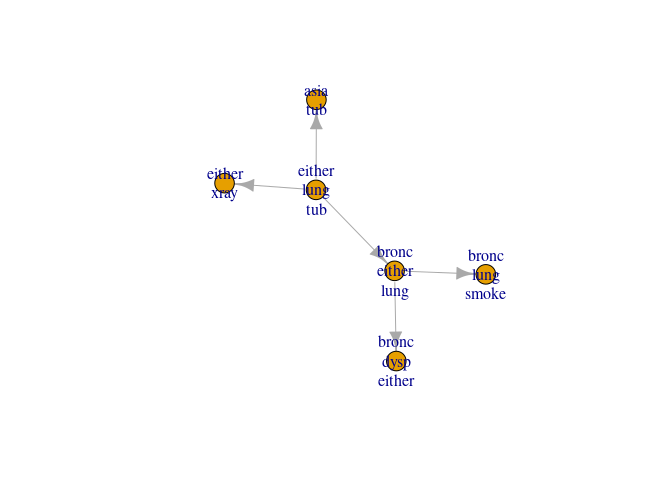 asia
tub
either
xray
either
lung
tub
bronc
either
lung
bronc
lung
smoke
bronc
dysp
either